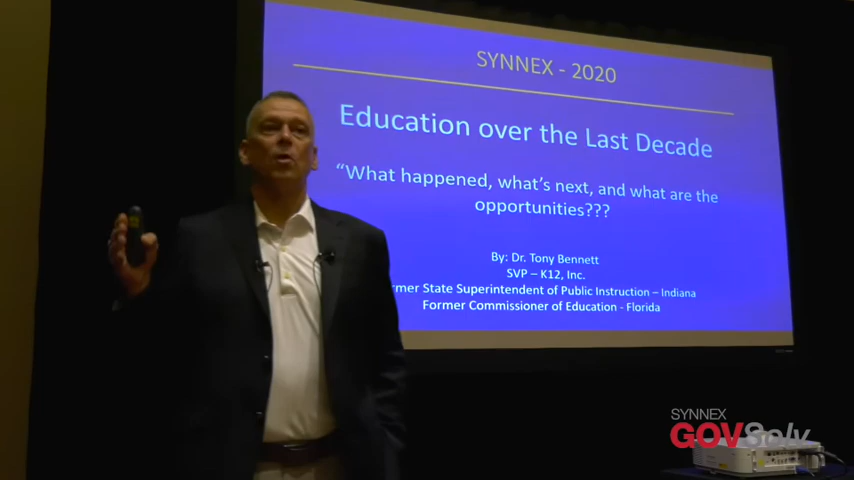 SYNNEX - 2020
Education over the Last Decade
"What happened, what's next, and what are the
opportunities???
By: Dr. Tony Bennett
SVP – K12, Inc.
rmer State Superintendent of Public Instruction – Indiana
Former Commissioner of Education - Florida
SYNNEX
GOVSolv